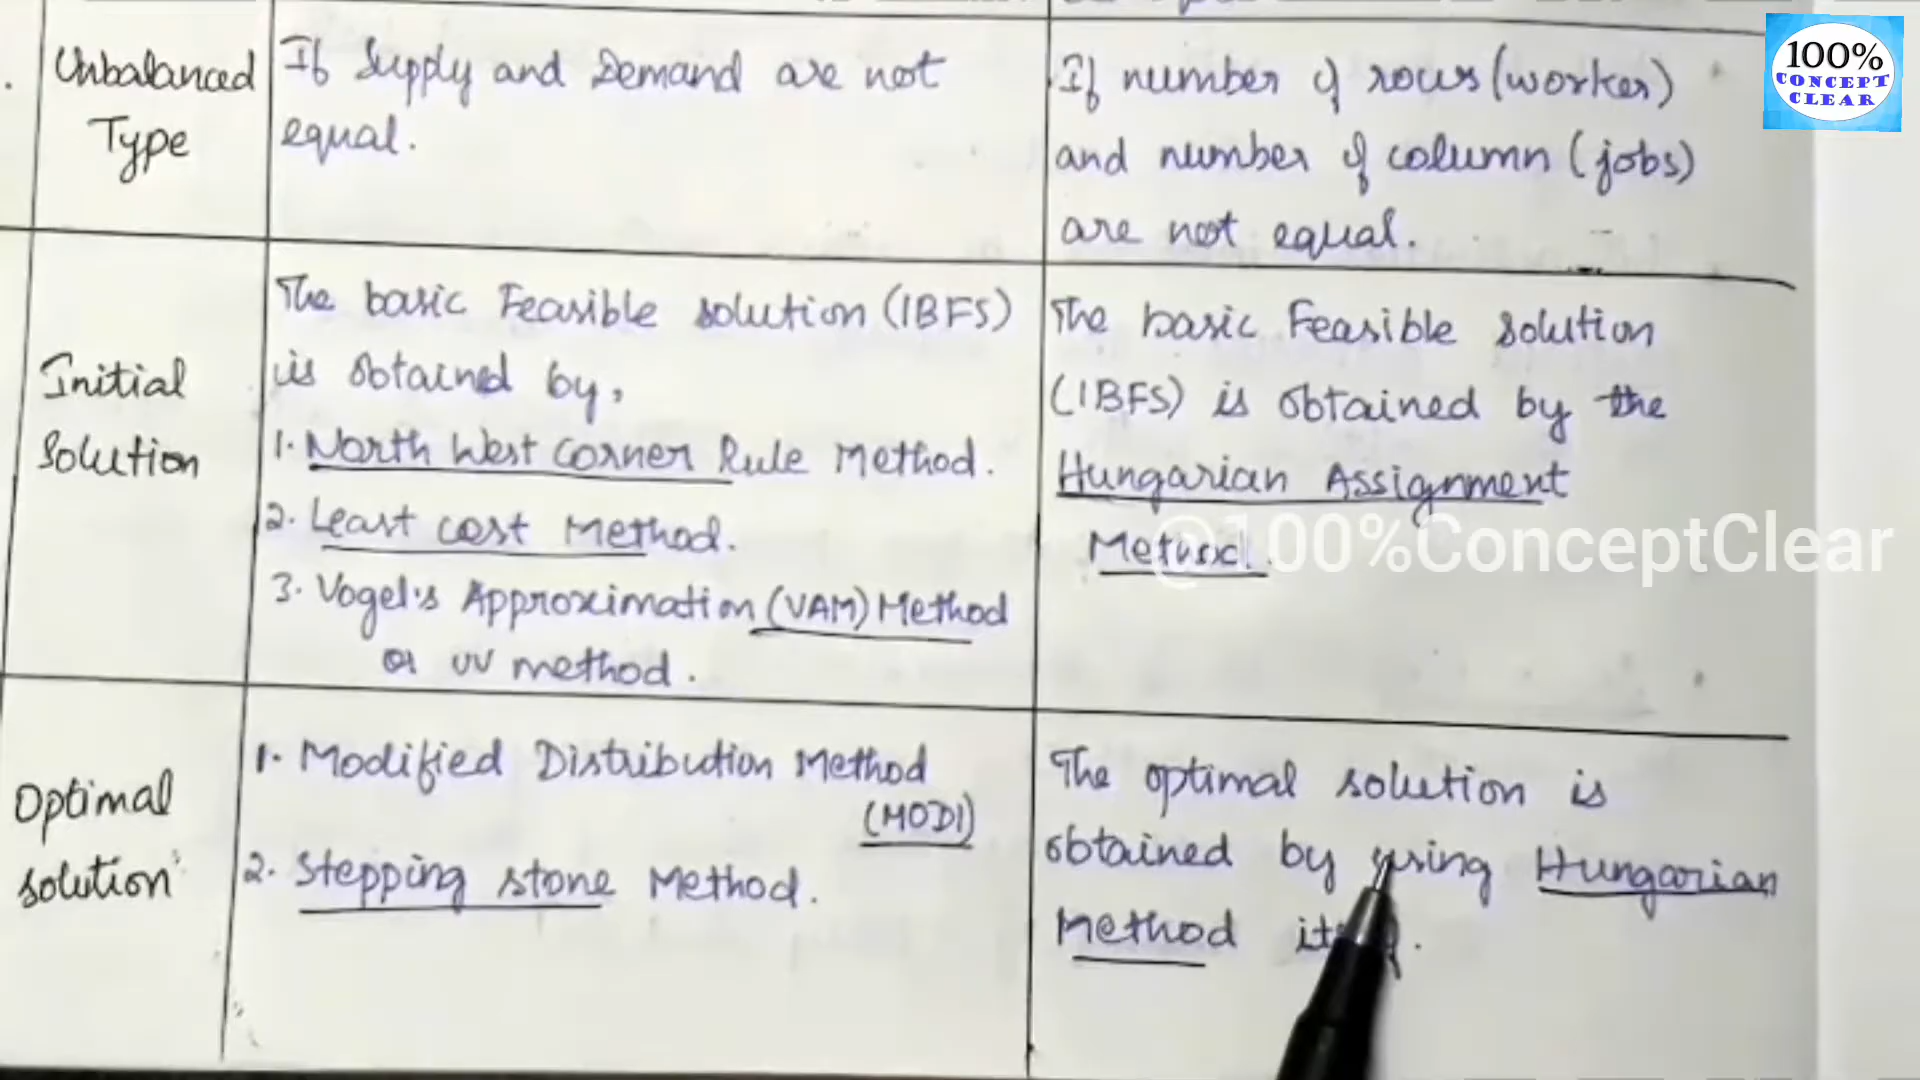 Unbalanced
Type
If Supply and Demand are not
equal.
If number of rows (worker)
and number of column (jobs)
are not equal.
Initial
Solution
The basic Feasible solution (IBFS)
is obtained by,
1. North West Corner Rule Method.
2. Least cost Method.
3. Vogel's Approximation (VAM) Method
or uv method.
The basic Feasible solution
(IBFS) is obtained by the
Hungarian Assignment
Method.
Optimal
solution
1. Modified Distribution Method
(MODI)
2. Stepping stone Method.
The optimal solution is
obtained by using Hungarian
Method
100%
CONCEPT
CLEAR
@100%ConceptClear